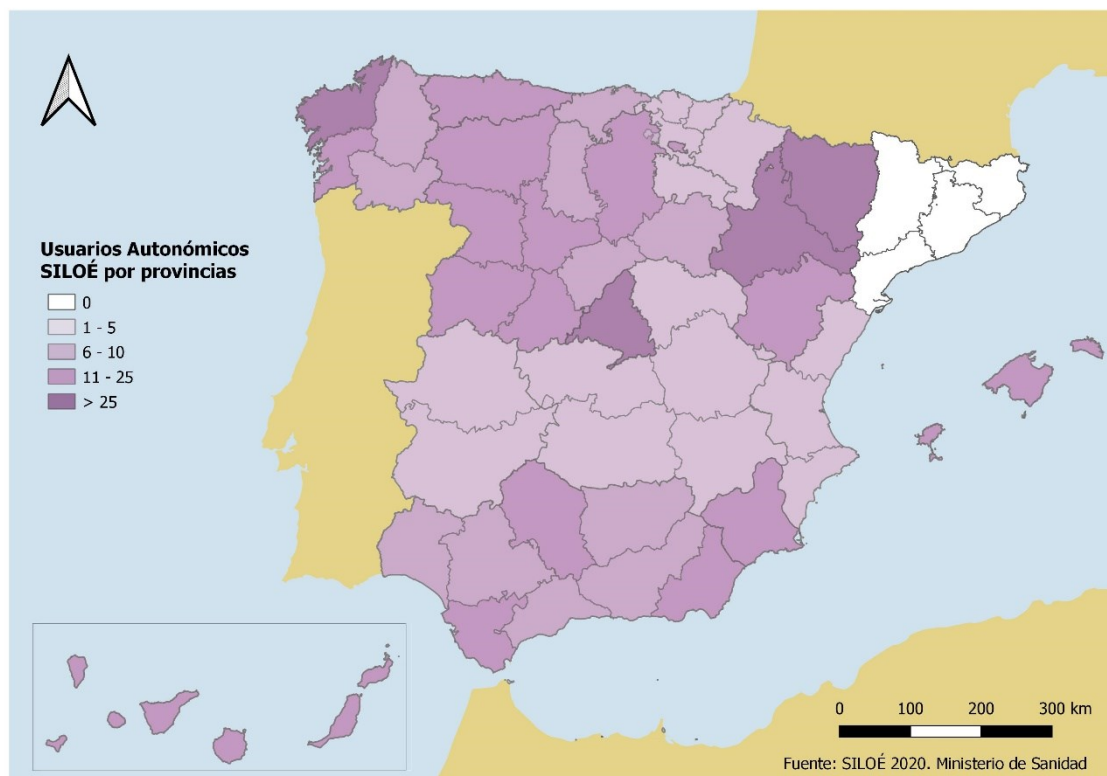 Usuarios Autonómicos
SILOÉ por provincias
0
1 - 5
6 - 10
11 - 25
> 25
0 100 200 300 km
Fuente: SILOÉ 2020. Ministerio de Sanidad